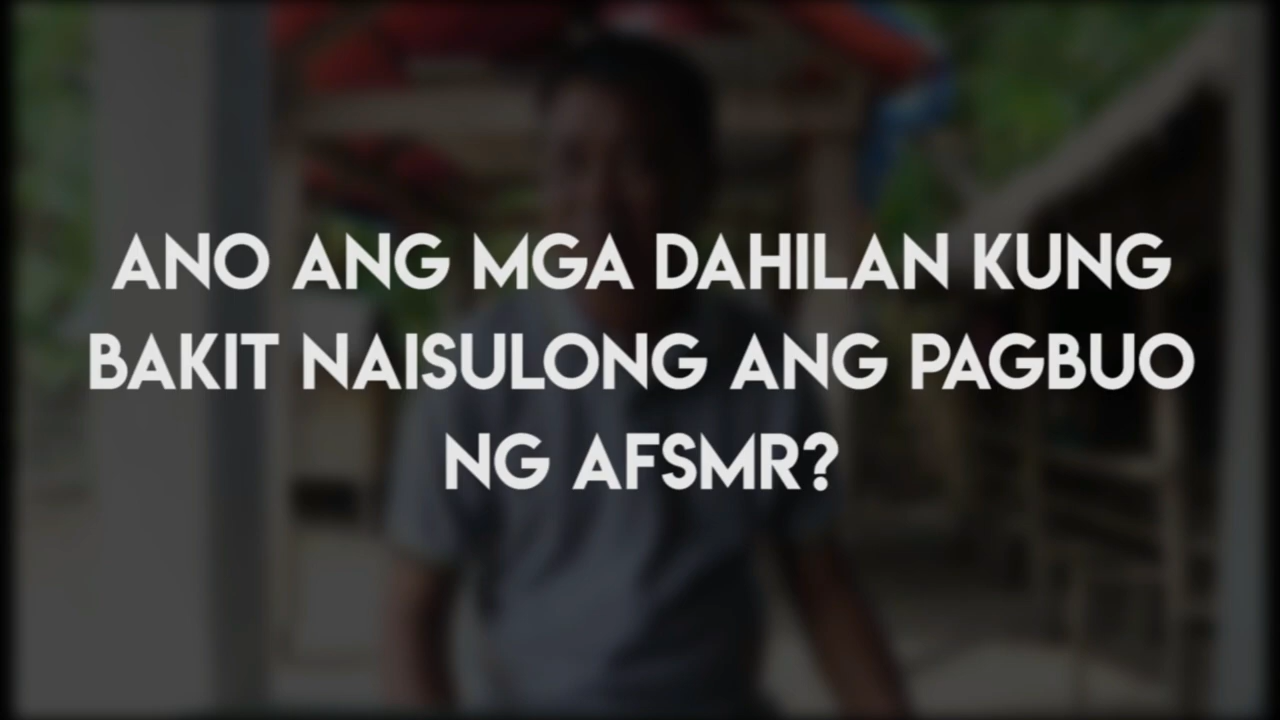 ANO ANG MGA DAHILAN KUNG
BAKIT NAISULONG ANG PAGBUO
NG AFSMR?